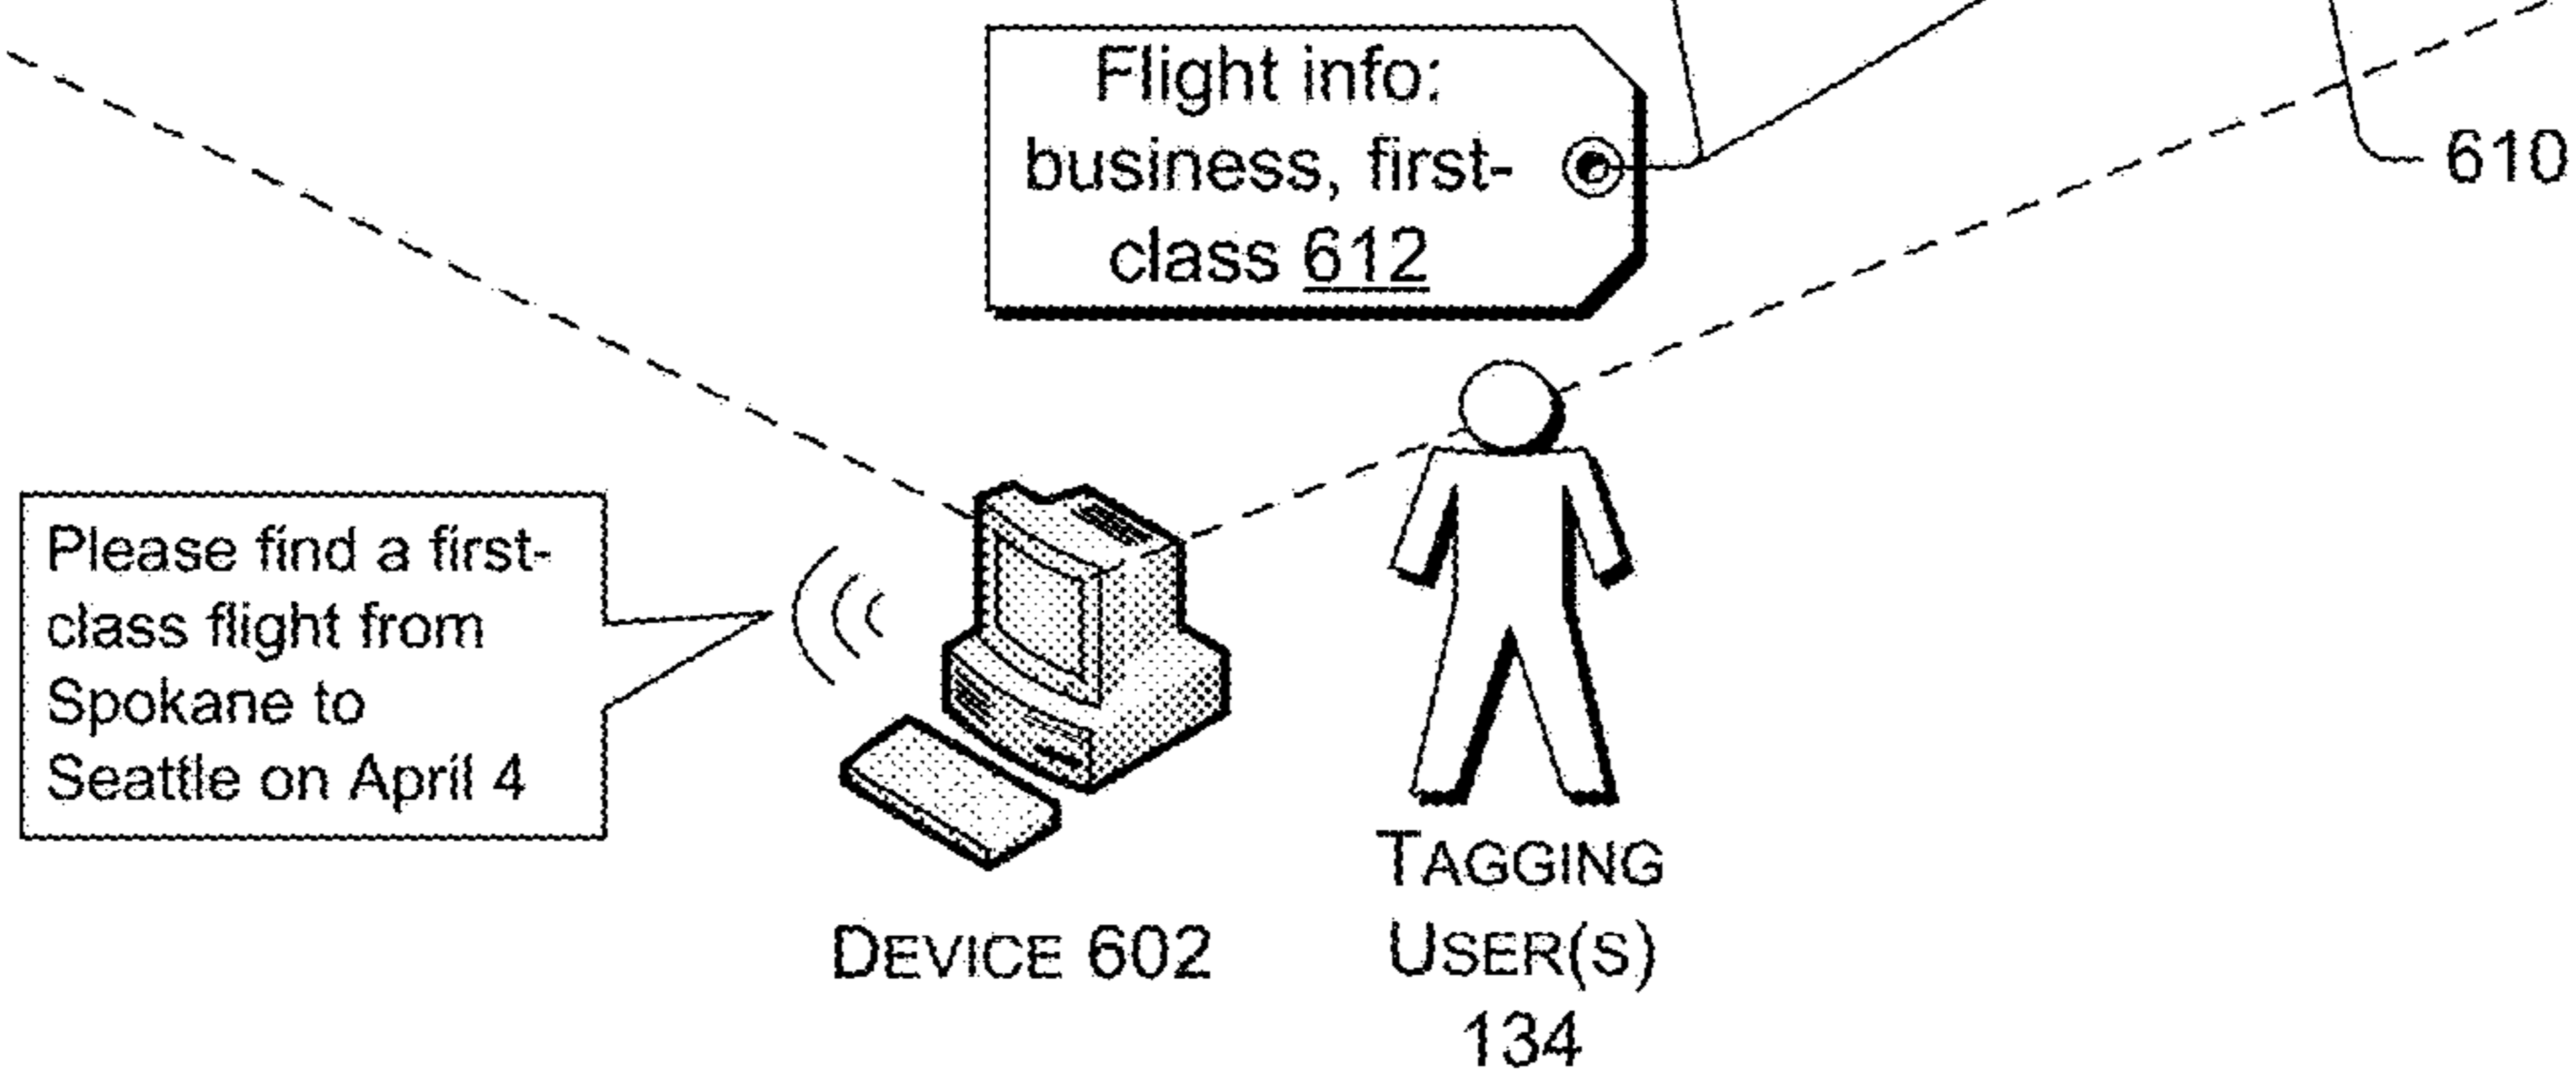 Flight info:
business, first-
class 612
610
Please find a first-
class flight from
Spokane to
Seattle on April 4
DEVICE 602
TAGGING
USER(S)
134